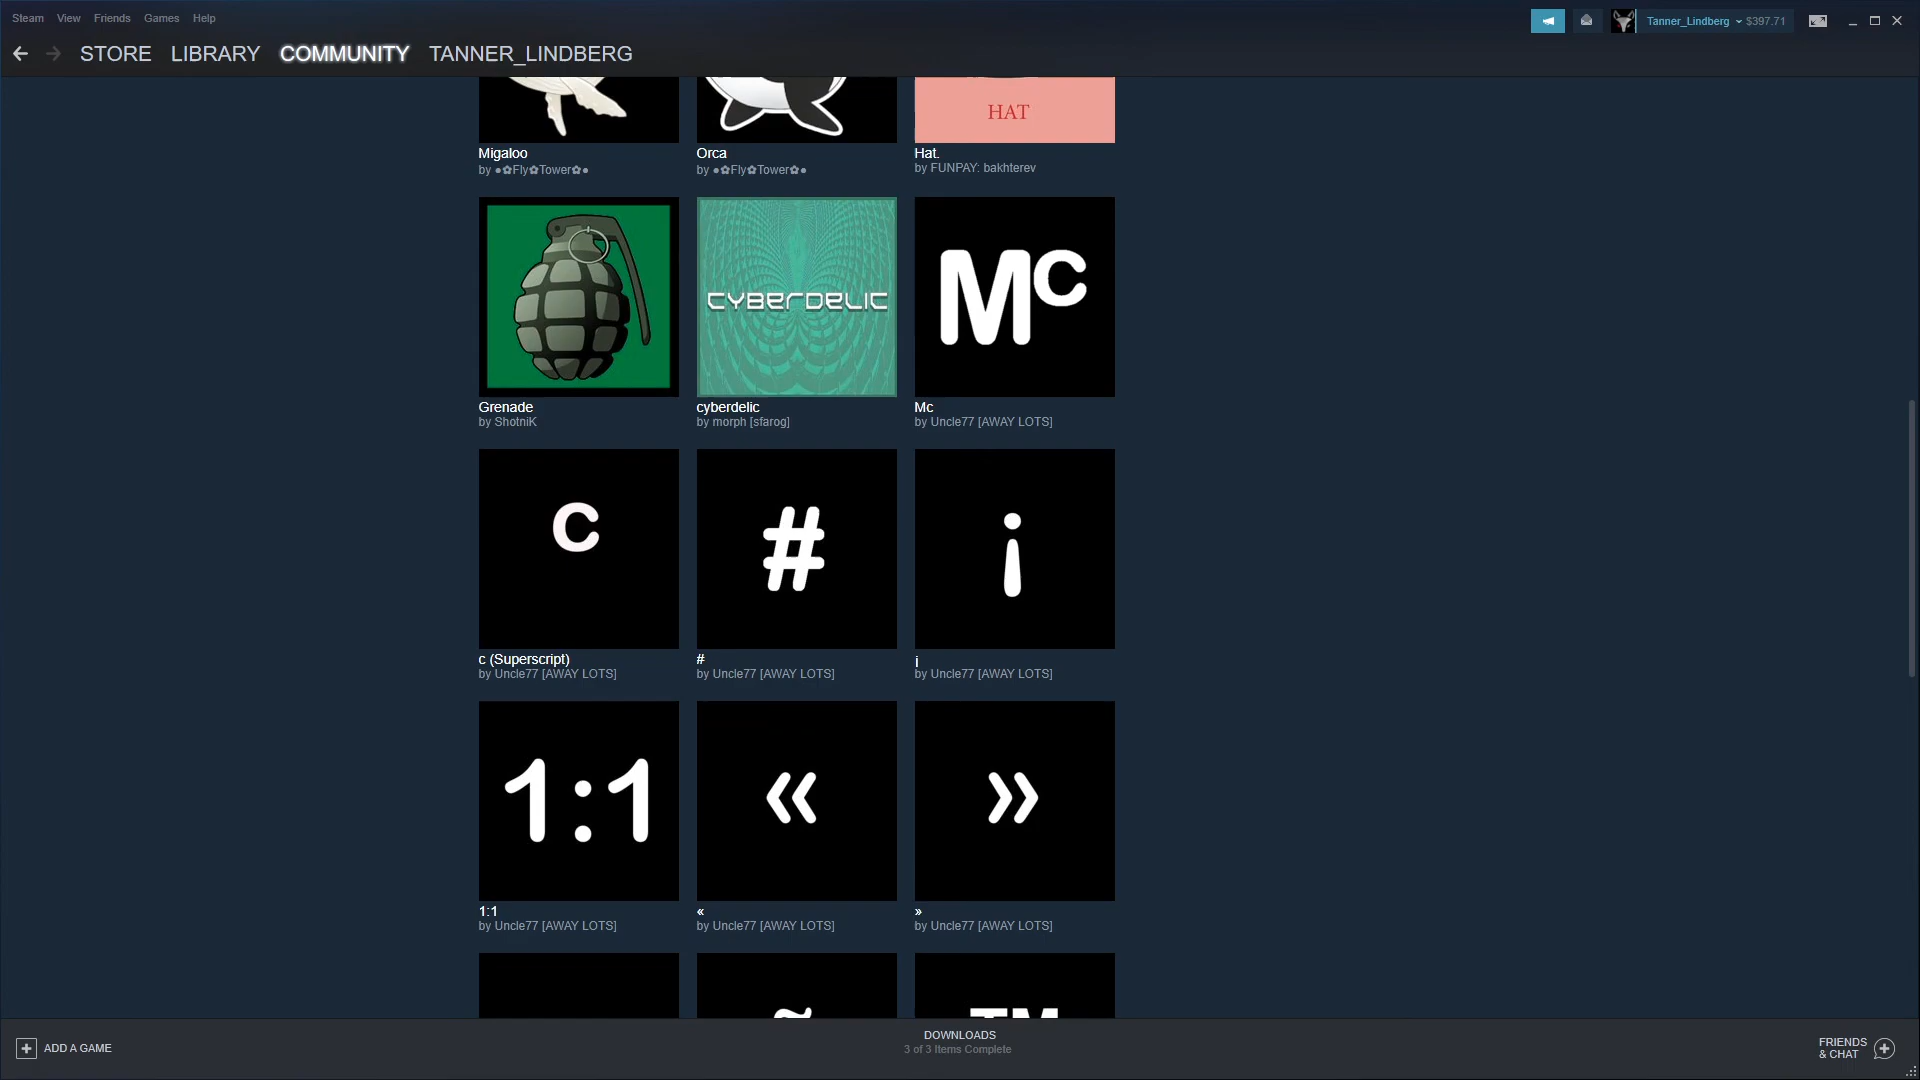 Steam View Friends Games Help
Tanner_Lindberg $397.71
STORE LIBRARY COMMUNITY TANNER_LINDBERG
HAT
Migaloo
by ●✿Fly✿Tower✿●
Orca
by ●✿Fly✿Tower✿●
Hat.
by FUNPAY: bakhterev
CYBERDELIC
Mc
Grenade
by ShotniK
cyberdelic
by morph [sfarog]
Mc
by Uncle77 [AWAY LOTS]
c
#
¡
c (Superscript)
by Uncle77 [AWAY LOTS]
#
by Uncle77 [AWAY LOTS]
¡
by Uncle77 [AWAY LOTS]
1:1
«
»
1:1
by Uncle77 [AWAY LOTS]
«
by Uncle77 [AWAY LOTS]
»
by Uncle77 [AWAY LOTS]
~
TM
ADD A GAME
DOWNLOADS
3 of 3 Items Complete
FRIENDS
& CHAT